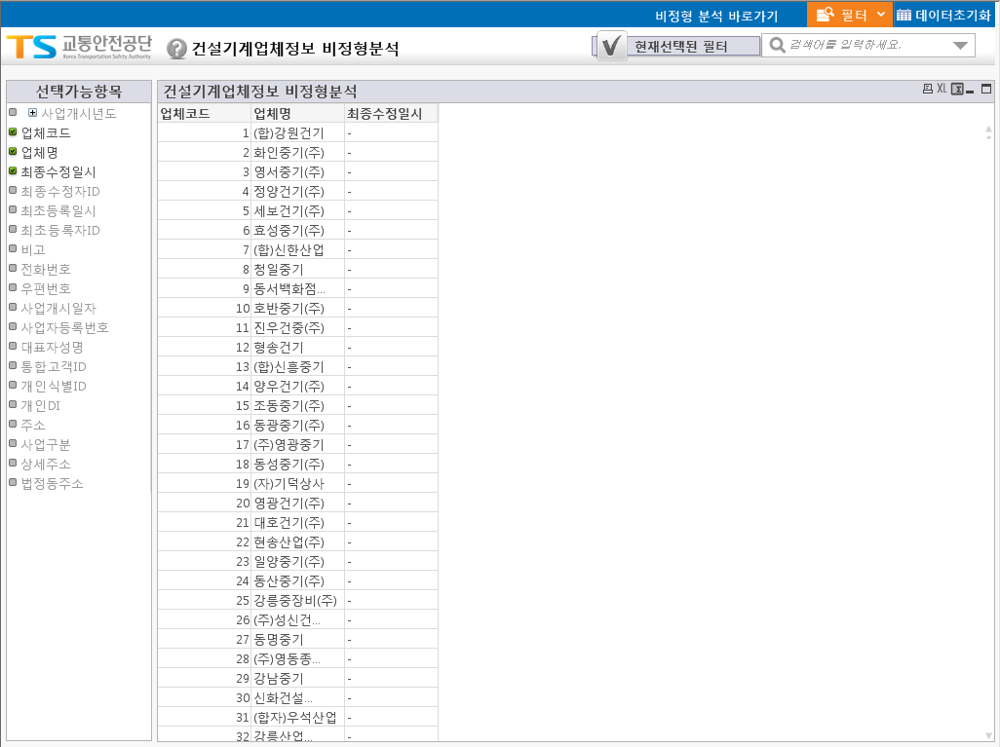 비정형 분석 바로가기 필터 데이터초기화
TS 교통안전공단
Korea Transportation Safety Authority
건설기계업체정보 비정형분석
현재선택된 필터
검색어를 입력하세요.
선택가능항목
사업개시년도
업체코드
업체명
최종수정일시
최종수정자ID
최초등록일시
최초등록자ID
비고
전화번호
우편번호
사업개시일자
사업자등록번호
대표자성명
통합고객ID
개인식별ID
개인DI
주소
사업구분
상세주소
법정동주소
건설기계업체정보 비정형분석 XL
업체코드 업체명 최종수정일시
1 (합)강원건기 -
2 화인중기(주) -
3 영서중기(주) -
4 정양건기(주) -
5 세보건기(주) -
6 효성중기(주) -
7 (합)신한산업 -
8 청일중기 -
9 동서백화점... -
10 호반중기(주) -
11 진우건중(주) -
12 형송건기 -
13 (합)신흥중기 -
14 양우건기(주) -
15 조동중기(주) -
16 동광중기(주) -
17 (주)영광중기 -
18 동성중기(주) -
19 (자)기덕상사 -
20 영광건기(주) -
21 대호건기(주) -
22 현송산업(주) -
23 일양중기(주) -
24 동산중기(주) -
25 강릉중장비(주) -
26 (주)성신건... -
27 동명중기 -
28 (주)영동종... -
29 강남중기 -
30 신화건설... -
31 (합자)우석산업 -
32 강릉산업... -